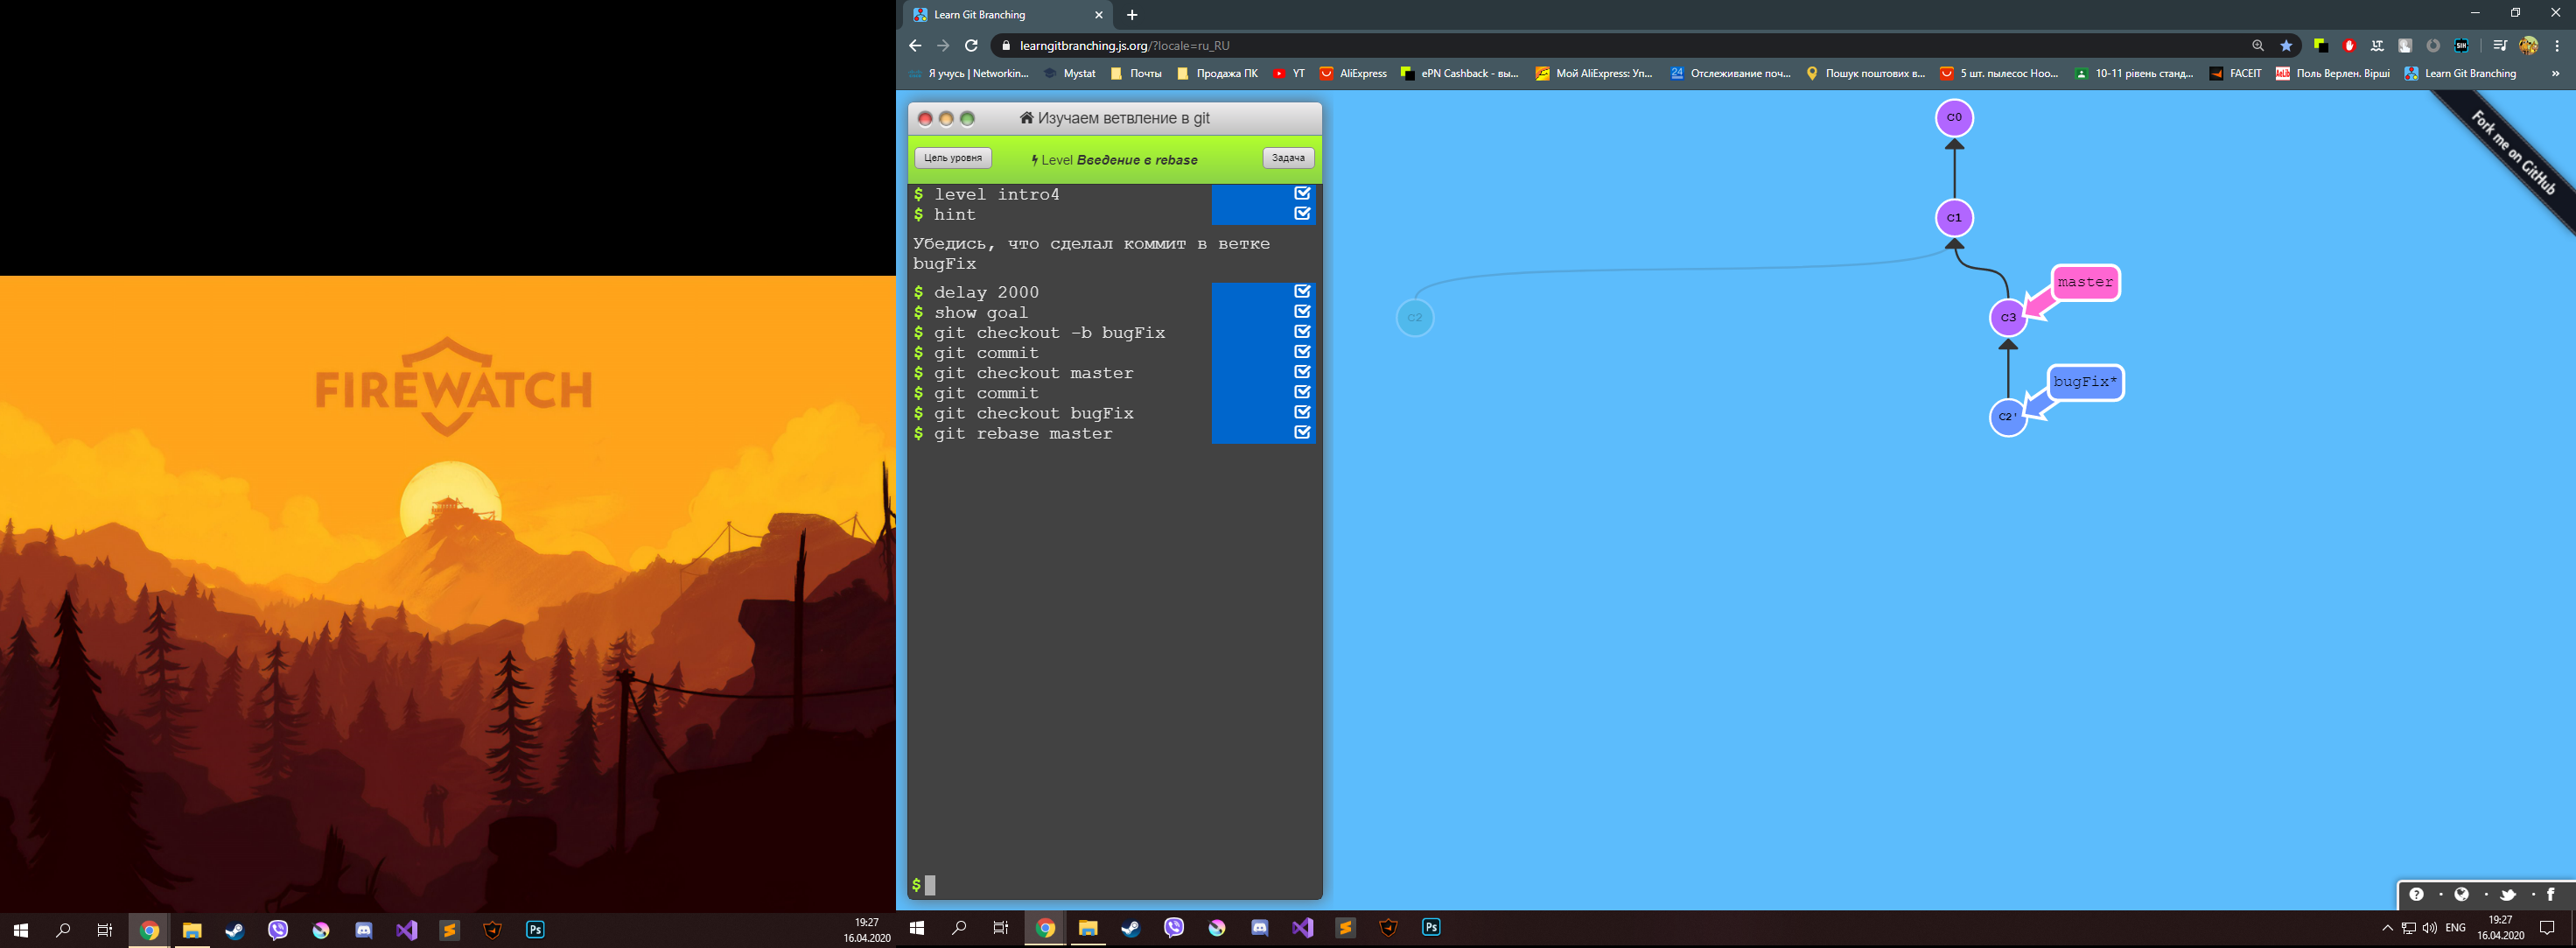 FIREWATCH
19:27
16.04.2020
Learn Git Branching
learngitbranching.js.org/?locale=ru_RU
Я учусь | Networkin...
Mystat
Почты
Продажа ПК
YT
AliExpress
ePN Cashback - вы...
Мой AliExpress: Уп...
Отслеживание поч...
Пошук поштових в...
5 шт. пылесос Hoo...
10-11 рівень станд...
FACEIT
Поль Верлен. Вірші
Learn Git Branching
»
Изучаем ветвление в git
Цель уровня
Level Введение в rebase
Задача
$ level intro4
$ hint
Убедись, что сделал коммит в ветке
bugFix
$ delay 2000
$ show goal
$ git checkout -b bugFix
$ git commit
$ git checkout master
$ git commit
$ git checkout bugFix
$ git rebase master
$
C0
C1
C2
C3
master
C2'
bugFix*
Fork me on GitHub
Ps
Ps
ENG
19:27
16.04.2020